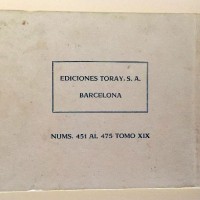 EDICIONES TORAY, S. A.
BARCELONA
NUMS. 451 AL 475 TOMO XIX